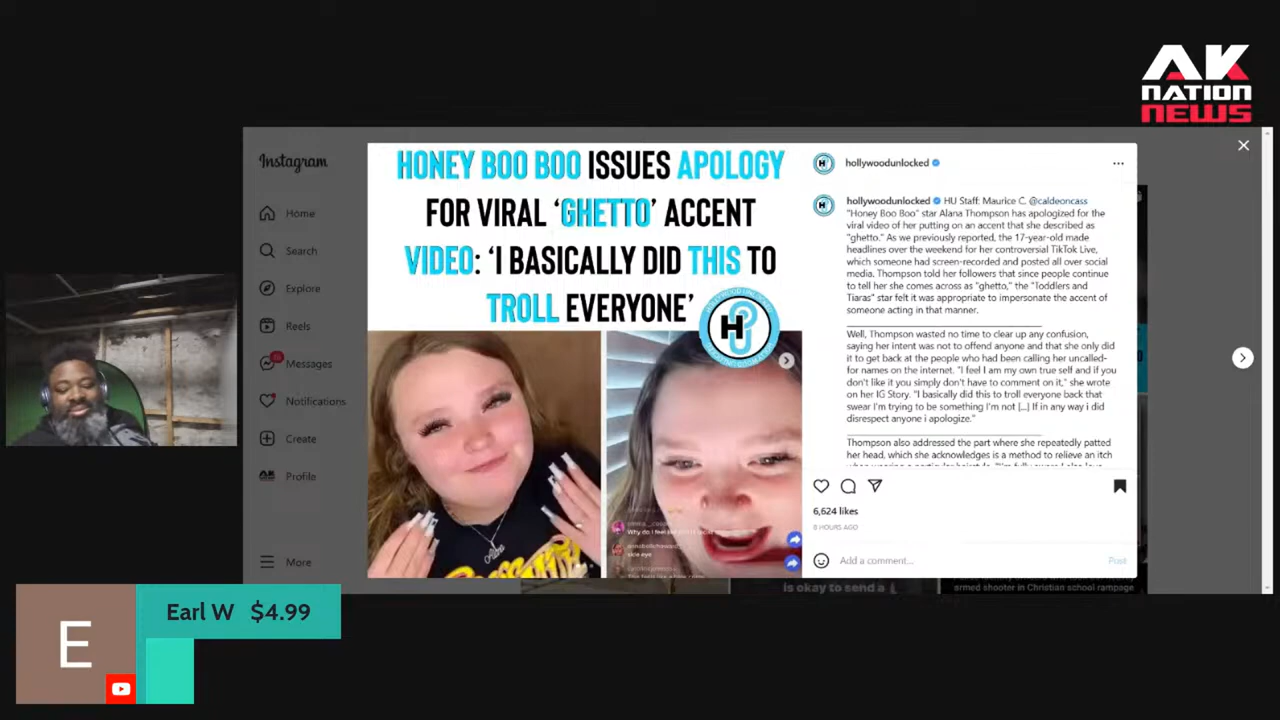 AK
NATION
NEWS
Instagram
Home
Search
Explore
Reels
Messages
Notifications
Create
AK
Profile
More
HONEY BOO BOO ISSUES APOLOGY
FOR VIRAL ‘GHETTO’ ACCENT
VIDEO: ‘I BASICALLY DID THIS TO
TROLL EVERYONE’
H
hollywoodunlocked
hollywoodunlocked HU Staff: Maurice C. @caldeoncass
"Honey Boo Boo" star Alana Thompson has apologized for the
viral video of her putting on an accent that she described as
"ghetto." As we previously reported, the 17-year-old made
headlines over the weekend for her controversial TikTok Live,
which someone had screen-recorded and posted all over social
media. Thompson told her followers that since people continue
to tell her she comes across as "ghetto," the "Toddlers and
Tiaras" star felt it was appropriate to impersonate the accent of
someone acting in that manner.
Well, Thompson wasted no time to clear up any confusion,
saying her intent was not to offend anyone and that she only did
it to get back at the people who had been calling her uncalled-
for names on the internet. "I feel I am my own true self and if you
don't like it you simply don't have to comment on it," she wrote
on her IG Story. "I basically did this to troll everyone back that
swear I'm trying to be something I'm not [...] If in any way i did
disrespect anyone i apologize."
Thompson also addressed the part where she repeatedly patted
her head, which she acknowledges is a method to relieve an itch
6,624 likes
8 HOURS AGO
Add a comment...
Post
is okay to send a
armed shooter in Christian school rampage
Earl W $4.99
E